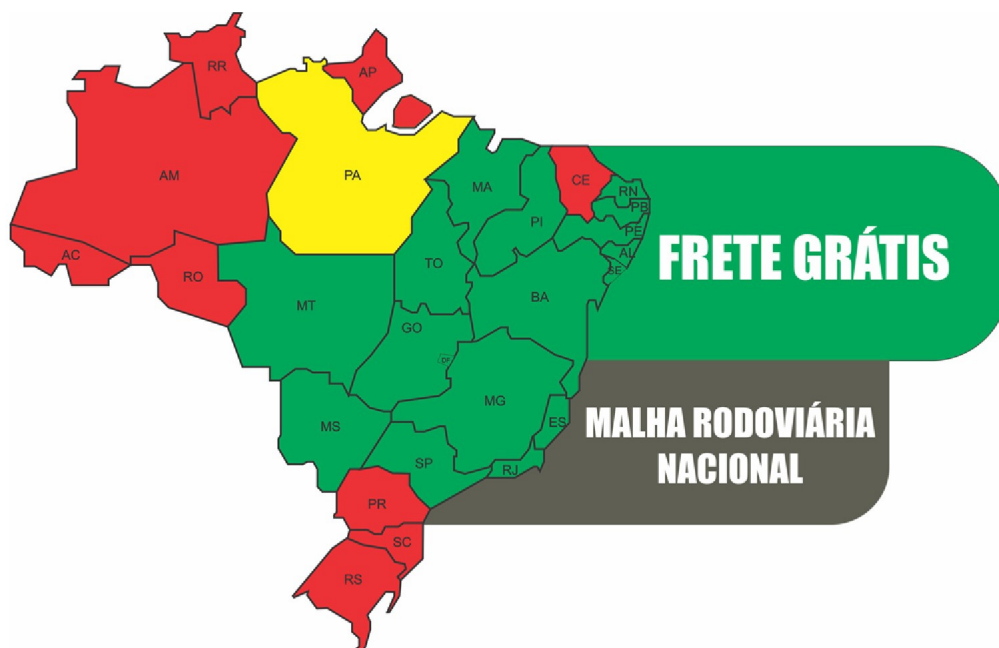 RR
AP
AM
PA
MA
CE
RN
PB
PI
PE
AL
SE
AC
RO
TO
BA
MT
GO
DF
MG
ES
MS
SP
RJ
PR
SC
RS
FRETE GRÁTIS
MALHA RODOVIÁRIA
NACIONAL